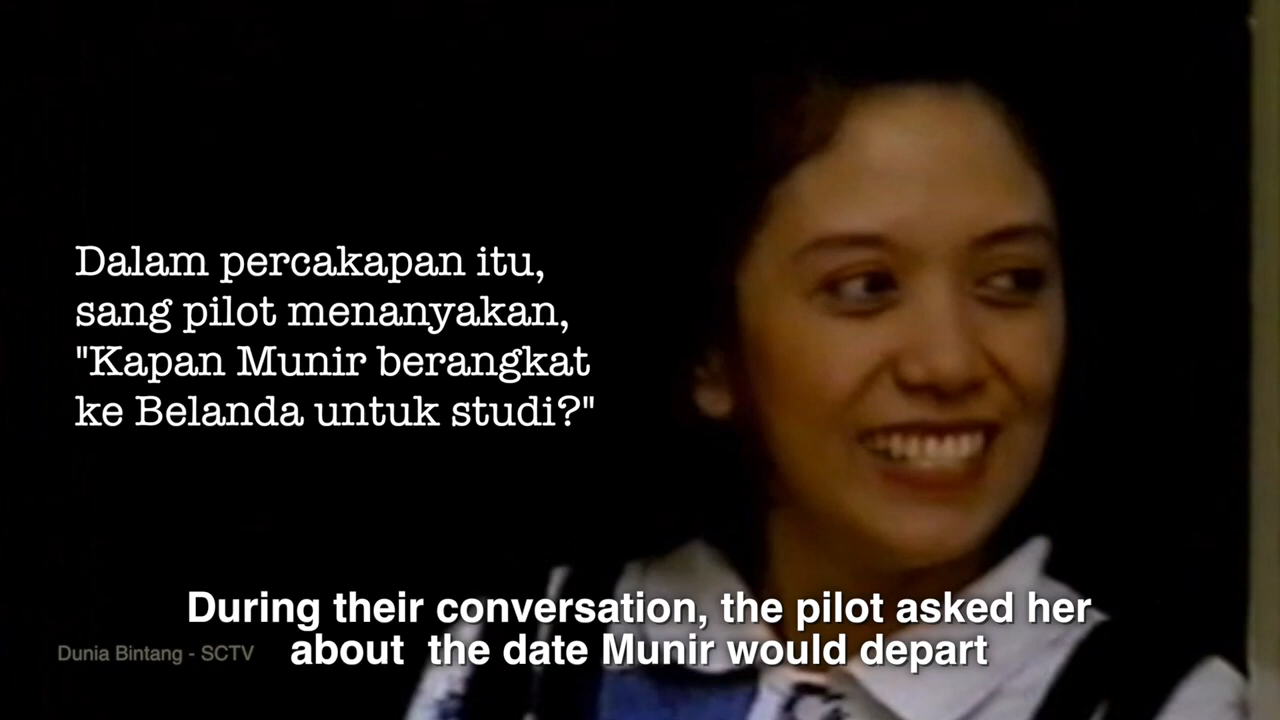 Dalam percakapan itu,
sang pilot menanyakan,
"Kapan Munir berangkat
ke Belanda untuk studi?"
During their conversation, the pilot asked her
about the date Munir would depart
Dunia Bintang - SCTV